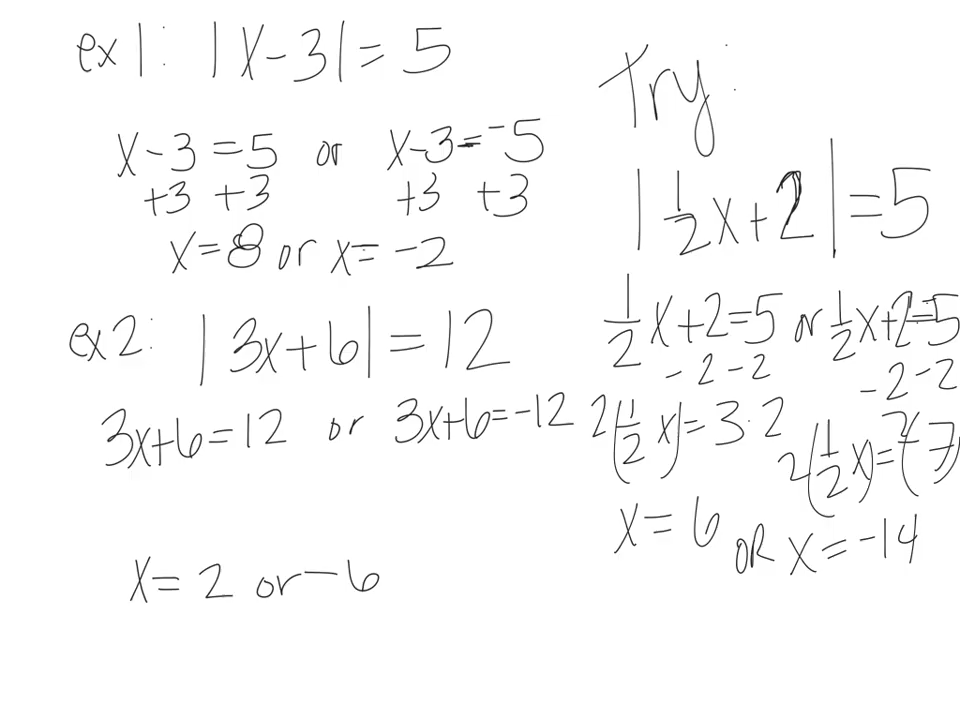 ex 1: |x-3| = 5
x-3 = 5 or x-3 = -5
+3 +3 +3 +3
x = 8 or x = -2
ex 2: |3x+6| = 12
3x+6 = 12 or 3x+6 = -12
x = 2 or -6
Try:
|1/2x+2| = 5
1/2x+2 = 5 or 1/2x+2 = -5
-2 -2 -2 -2
2(1/2x) = 3·2
2(1/2x) = 2(-7)
x = 6 OR x = -14